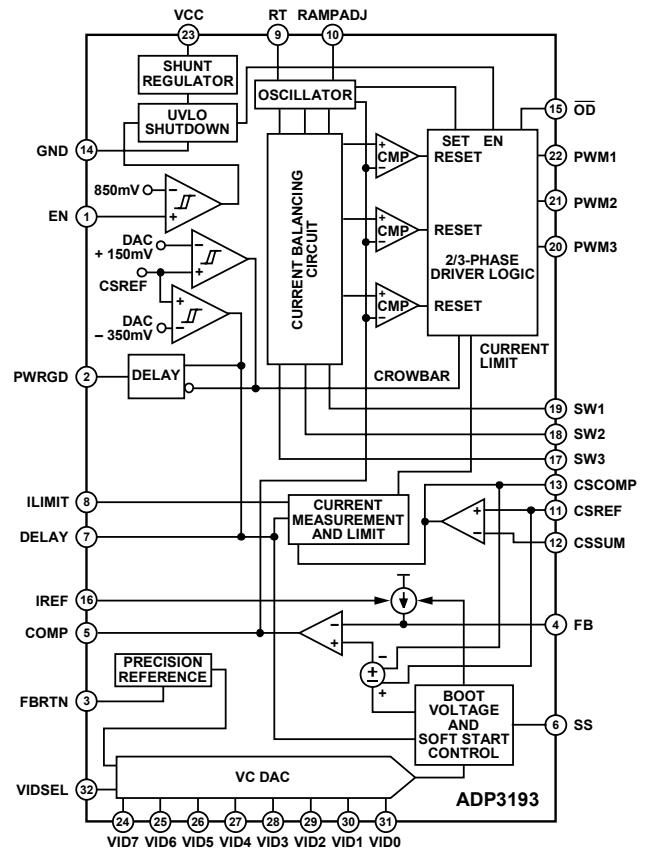 VCC
RT
RAMPADJ
23
9
10
SHUNT
REGULATOR
OSCILLATOR
UVLO
SHUTDOWN
15
OD
GND
14
SET EN
CMP
RESET
22
PWM1
850mV
EN
1
21
PWM2
DAC
+ 150mV
CSREF
CURRENT BALANCING
CIRCUIT
CMP
RESET
20
PWM3
2/3-PHASE
DRIVER LOGIC
DAC
– 350mV
CMP
RESET
CURRENT
LIMIT
PWRGD
2
DELAY
CROWBAR
19
SW1
18
SW2
17
SW3
ILIMIT
8
CURRENT
MEASUREMENT
AND LIMIT
13
CSCOMP
11
CSREF
DELAY
7
12
CSSUM
IREF
16
COMP
5
4
FB
PRECISION
REFERENCE
FBRTN
3
BOOT
VOLTAGE
AND
SOFT START
CONTROL
6
SS
VC DAC
VIDSEL
32
ADP3193
24
25
26
27
28
29
30
31
VID7 VID6 VID5 VID4 VID3 VID2 VID1 VID0